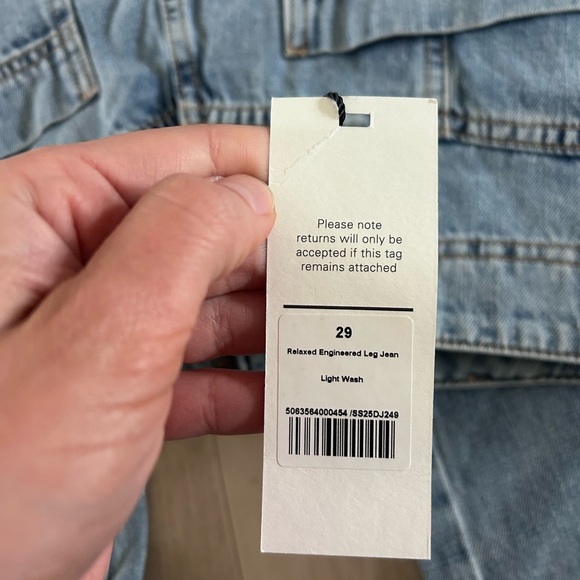 Please note
returns will only be
accepted if this tag
remains attached
29
Relaxed Engineered Leg Jean
Light Wash
5063564000454 /SS25DJ249